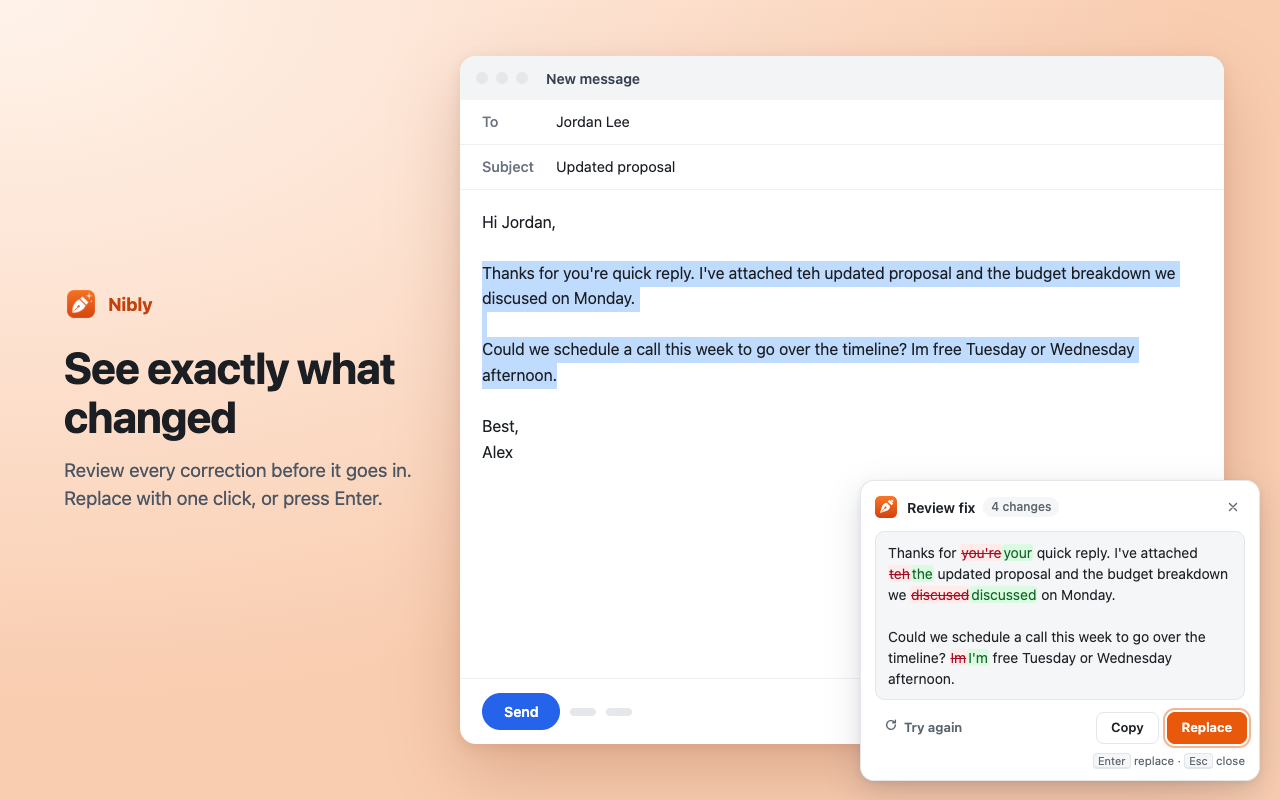 Nibly
See exactly what
changed
Review every correction before it goes in.
Replace with one click, or press Enter.
New message
To Jordan Lee
Subject Updated proposal
Hi Jordan,
Thanks for you're quick reply. I've attached teh updated proposal and the budget breakdown we
discused on Monday.
Could we schedule a call this week to go over the timeline? Im free Tuesday or Wednesday
afternoon.
Best,
Alex
Send
Review fix 4 changes
Thanks for you're your quick reply. I've attached
teh the updated proposal and the budget breakdown
we discused discussed on Monday.
Could we schedule a call this week to go over the
timeline? Im I'm free Tuesday or Wednesday
afternoon.
Try again Copy Replace
Enter replace · Esc close